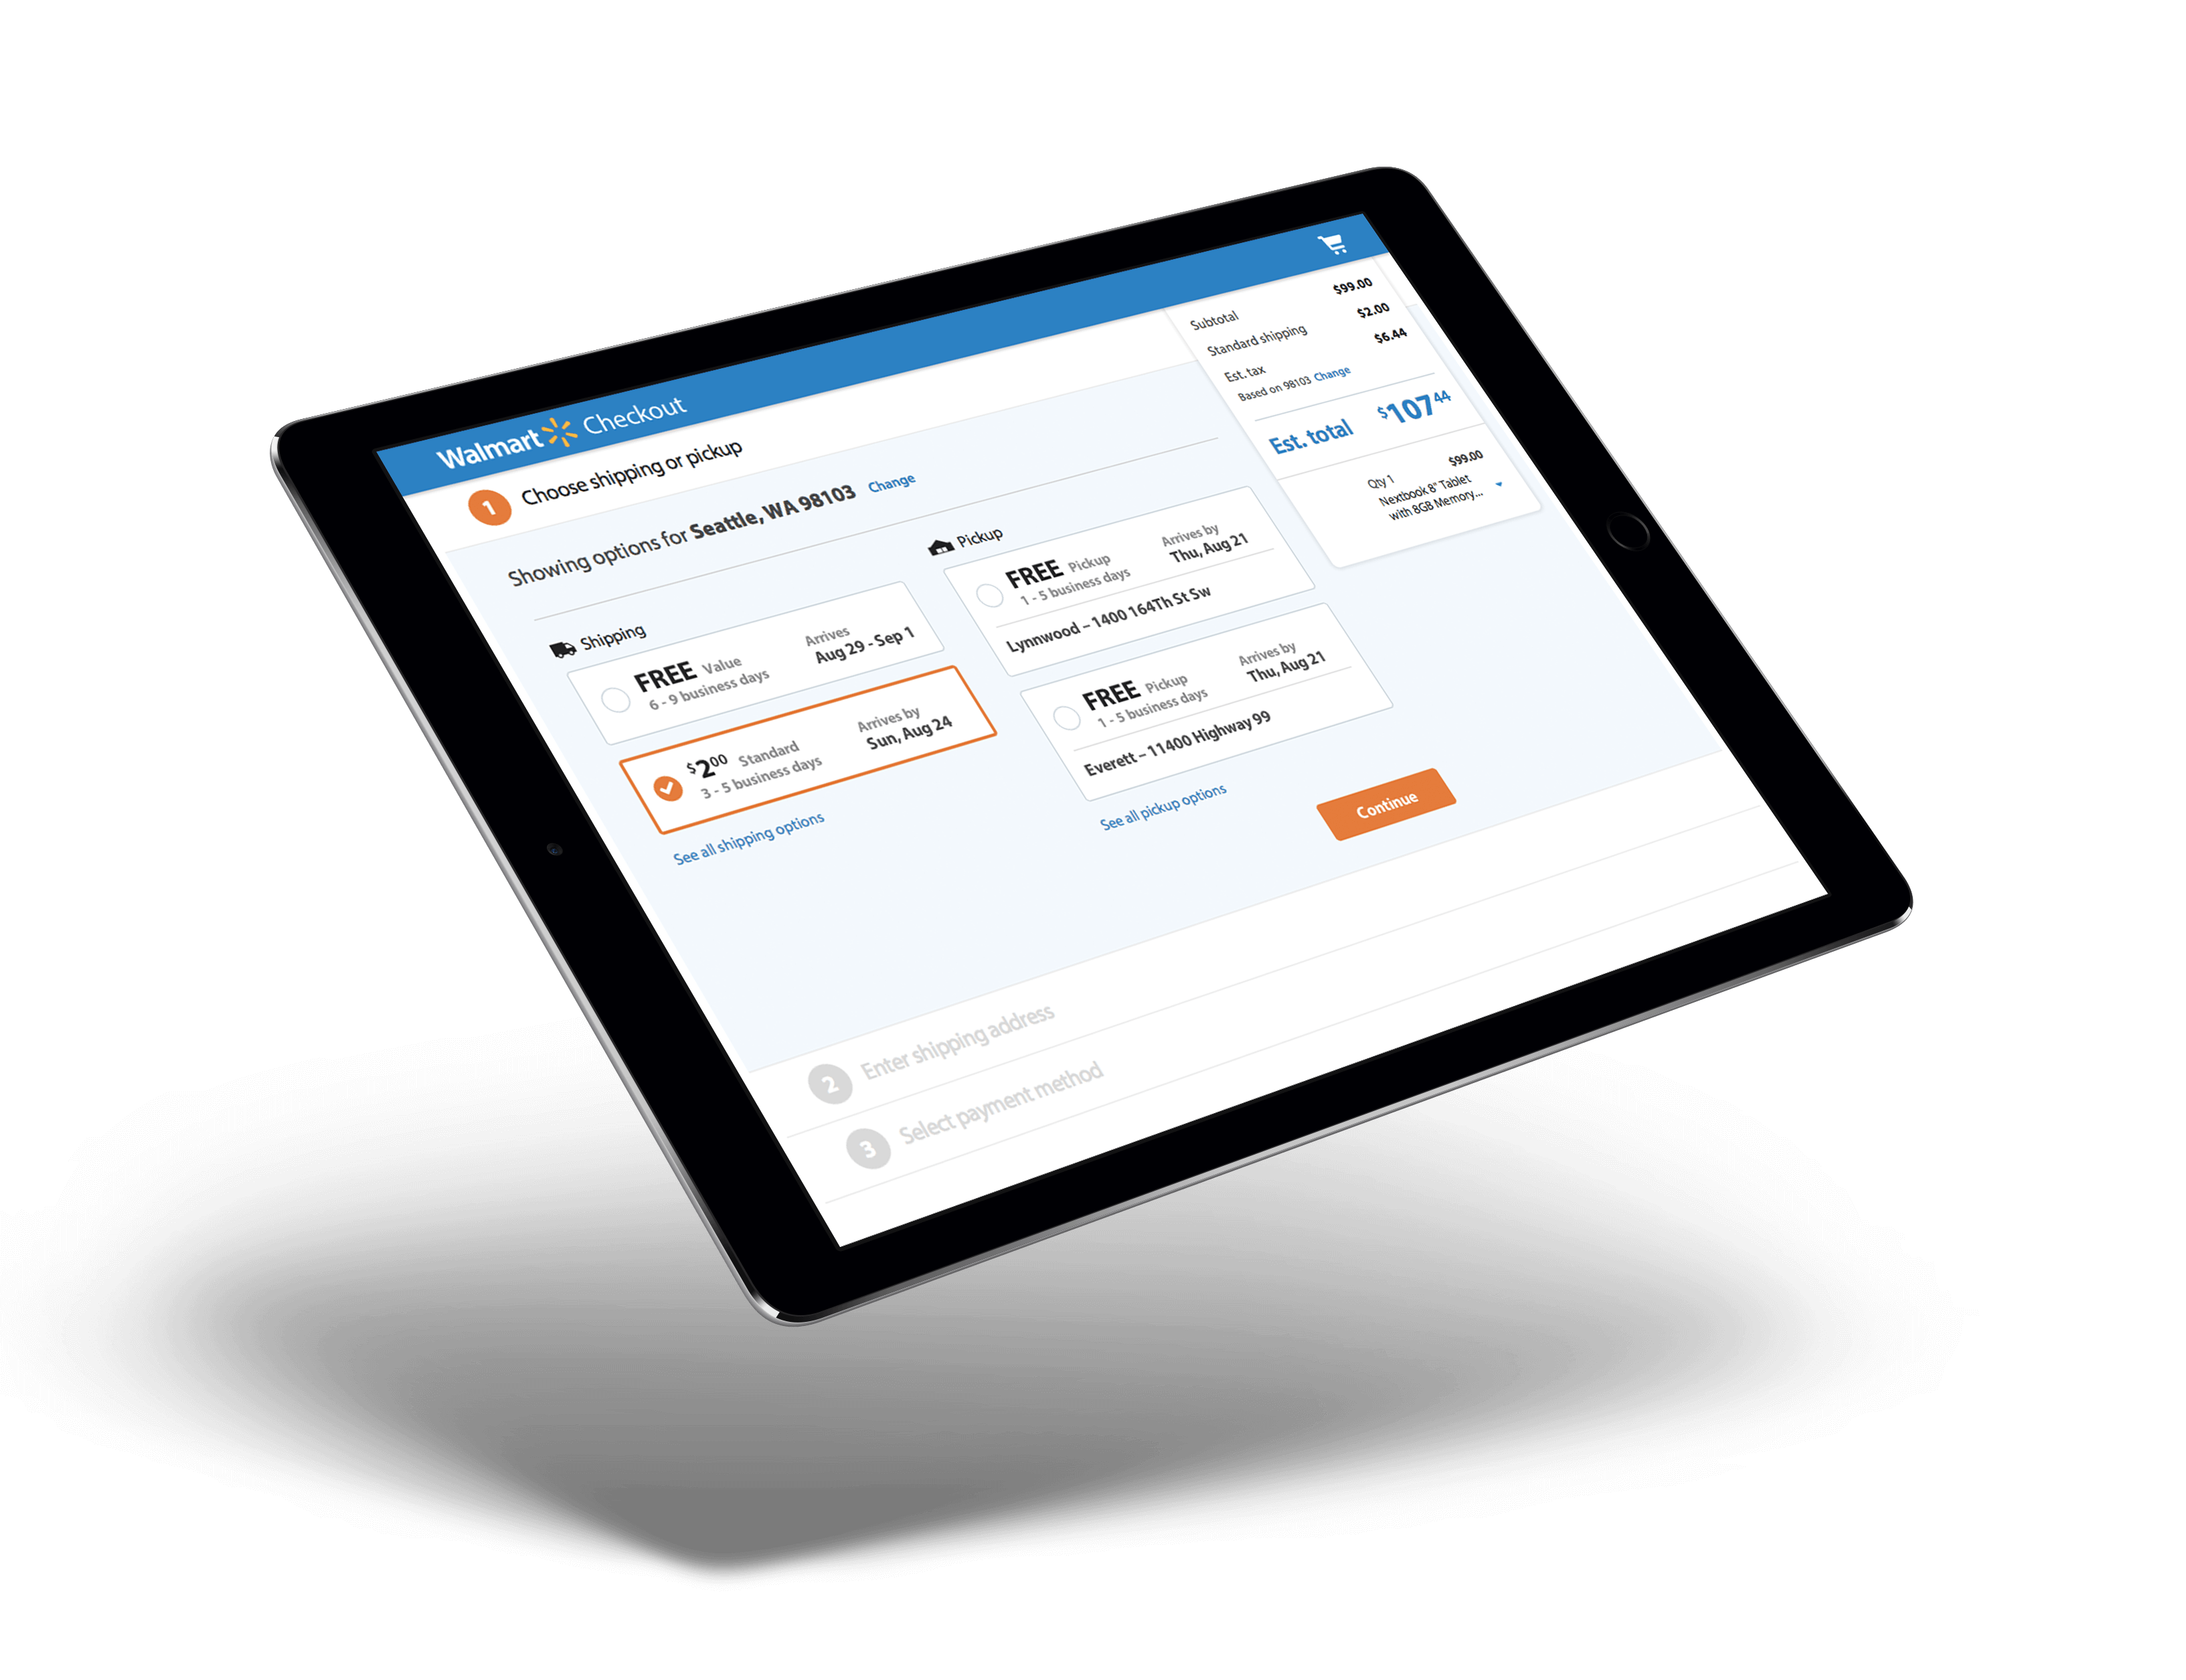 Walmart Checkout
1 Choose shipping or pickup
Showing options for Seattle, WA 98103 Change
Shipping
FREE Value
6 - 9 business days
Arrives
Aug 29 - Sep 1
$200 Standard
3 - 5 business days
Arrives by
Sun, Aug 24
See all shipping options
Pickup
FREE Pickup
1 - 5 business days
Arrives by
Thu, Aug 21
Lynnwood – 1400 164Th St Sw
FREE Pickup
1 - 5 business days
Arrives by
Thu, Aug 21
Everett – 11400 Highway 99
See all pickup options
Continue
Subtotal $99.00
Standard shipping $2.00
Est. tax $6.44
Based on 98103 Change
Est. total $10744
Qty 1 $99.00
Nextbook 8" Tablet
with 8GB Memory...
2 Enter shipping address
3 Select payment method